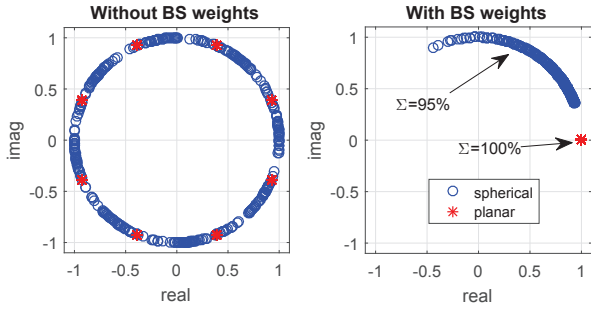 Without BS weights
1
0.5
0
-0.5
-1
imag
-1 -0.5 0 0.5 1
real
With BS weights
1
0.5
0
-0.5
-1
imag
Σ=95%
Σ=100%
spherical
planar
-1 -0.5 0 0.5 1
real